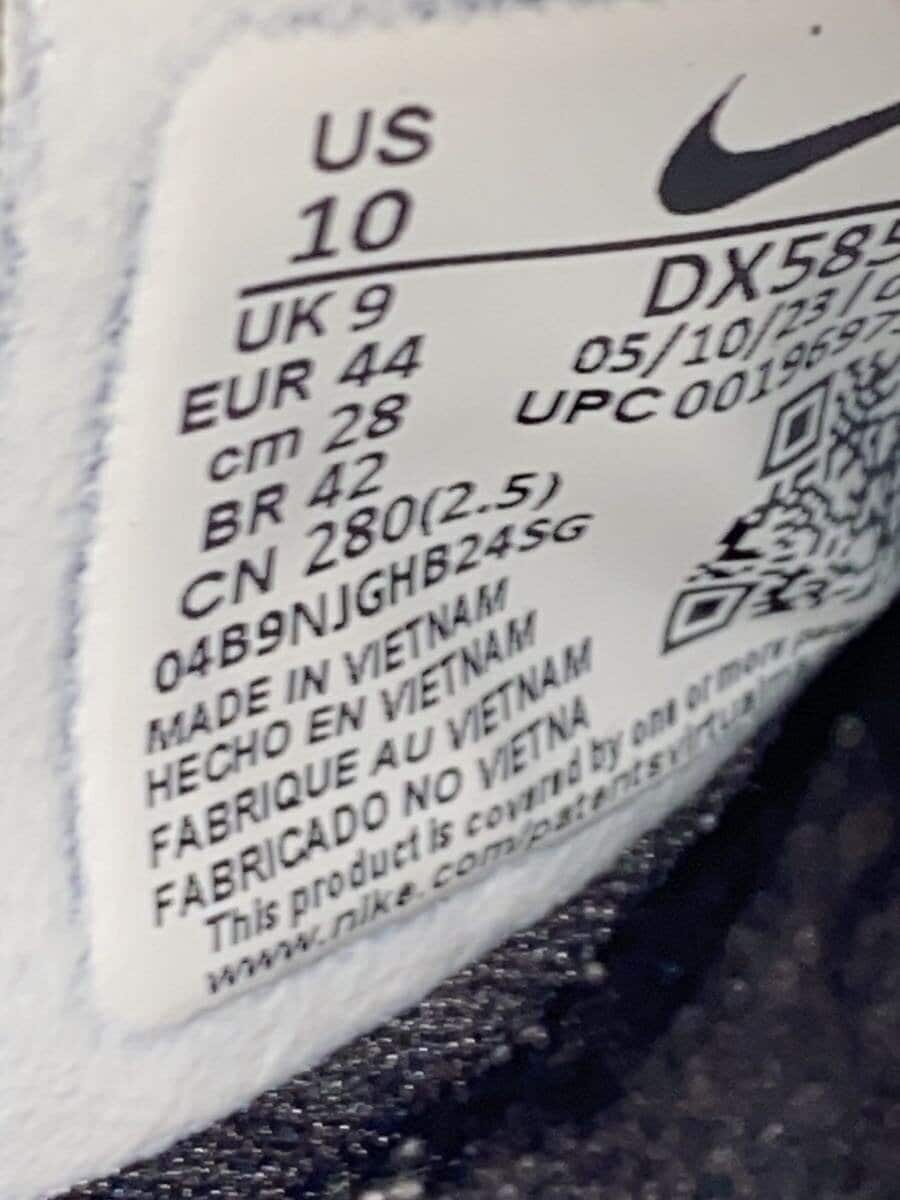 US
10
UK 9
EUR 44
cm 28
BR 42
CN 280(2.5)
04B9NJGHB24SG
MADE IN VIETNAM
HECHO EN VIETNAM
FABRIQUE AU VIETNAM
FABRICADO NO VIETNA
This product is covered by one or more
www.nike.com/patents
DX585
05/10/23/
UPC 00196973